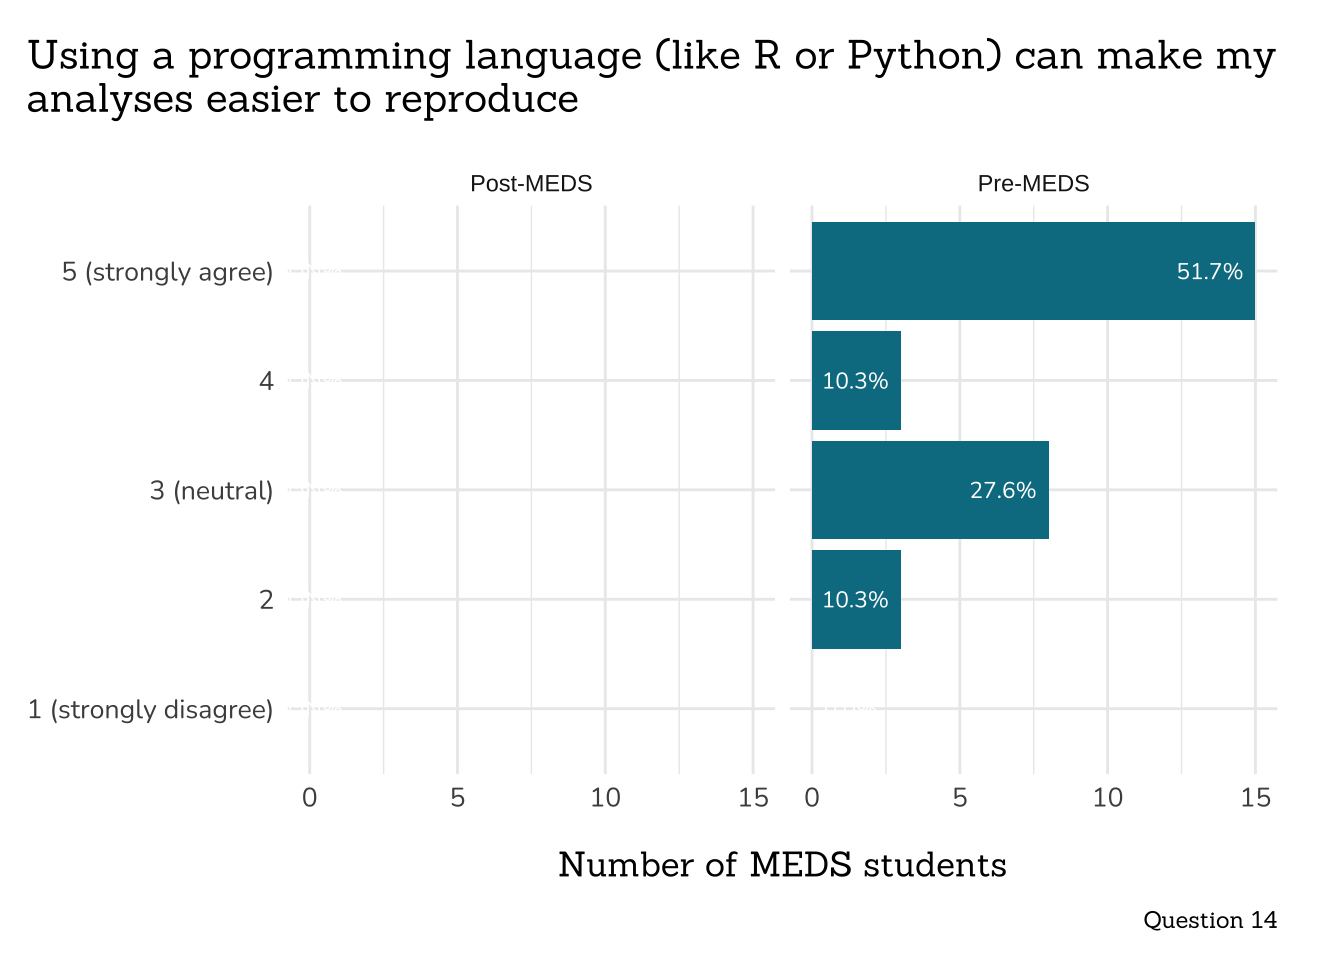 Using a programming language (like R or Python) can make my
analyses easier to reproduce
Post-MEDS
Pre-MEDS
5 (strongly agree)
51.7%
4
10.3%
3 (neutral)
27.6%
2
10.3%
1 (strongly disagree)
0 5 10 15 0 5 10 15
Number of MEDS students
Question 14